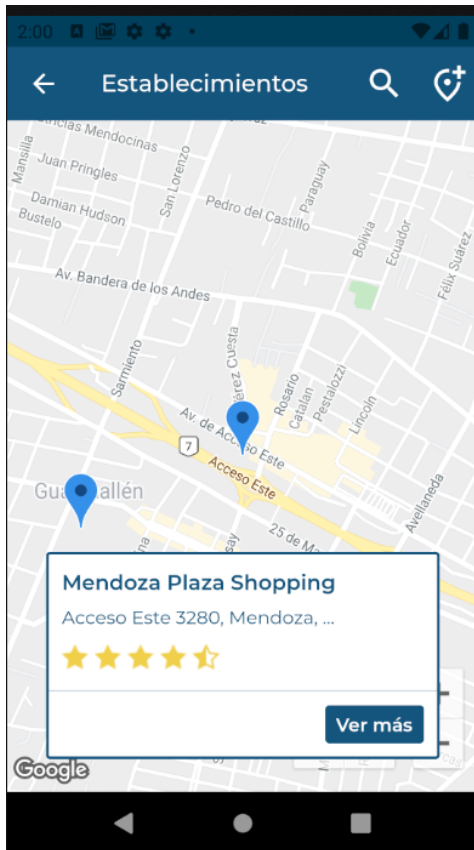 2:00
Establecimientos
Mendocinas
Mansilla
Juan Pringles
San Lorenzo
Paraguay
Damian Hudson
Bustelo
Pedro del Castillo
Bolivia
Ecuador
Félix Suárez
Av. Bandera de los Andes
Sarmiento
Cuesta
Rosario
Catalan
Pestalozzi
Lincoln
Av. de Acceso Este
7
Acceso Este
Avellaneda
25 de
Mendoza Plaza Shopping
Acceso Este 3280, Mendoza, ...
Ver más
Google